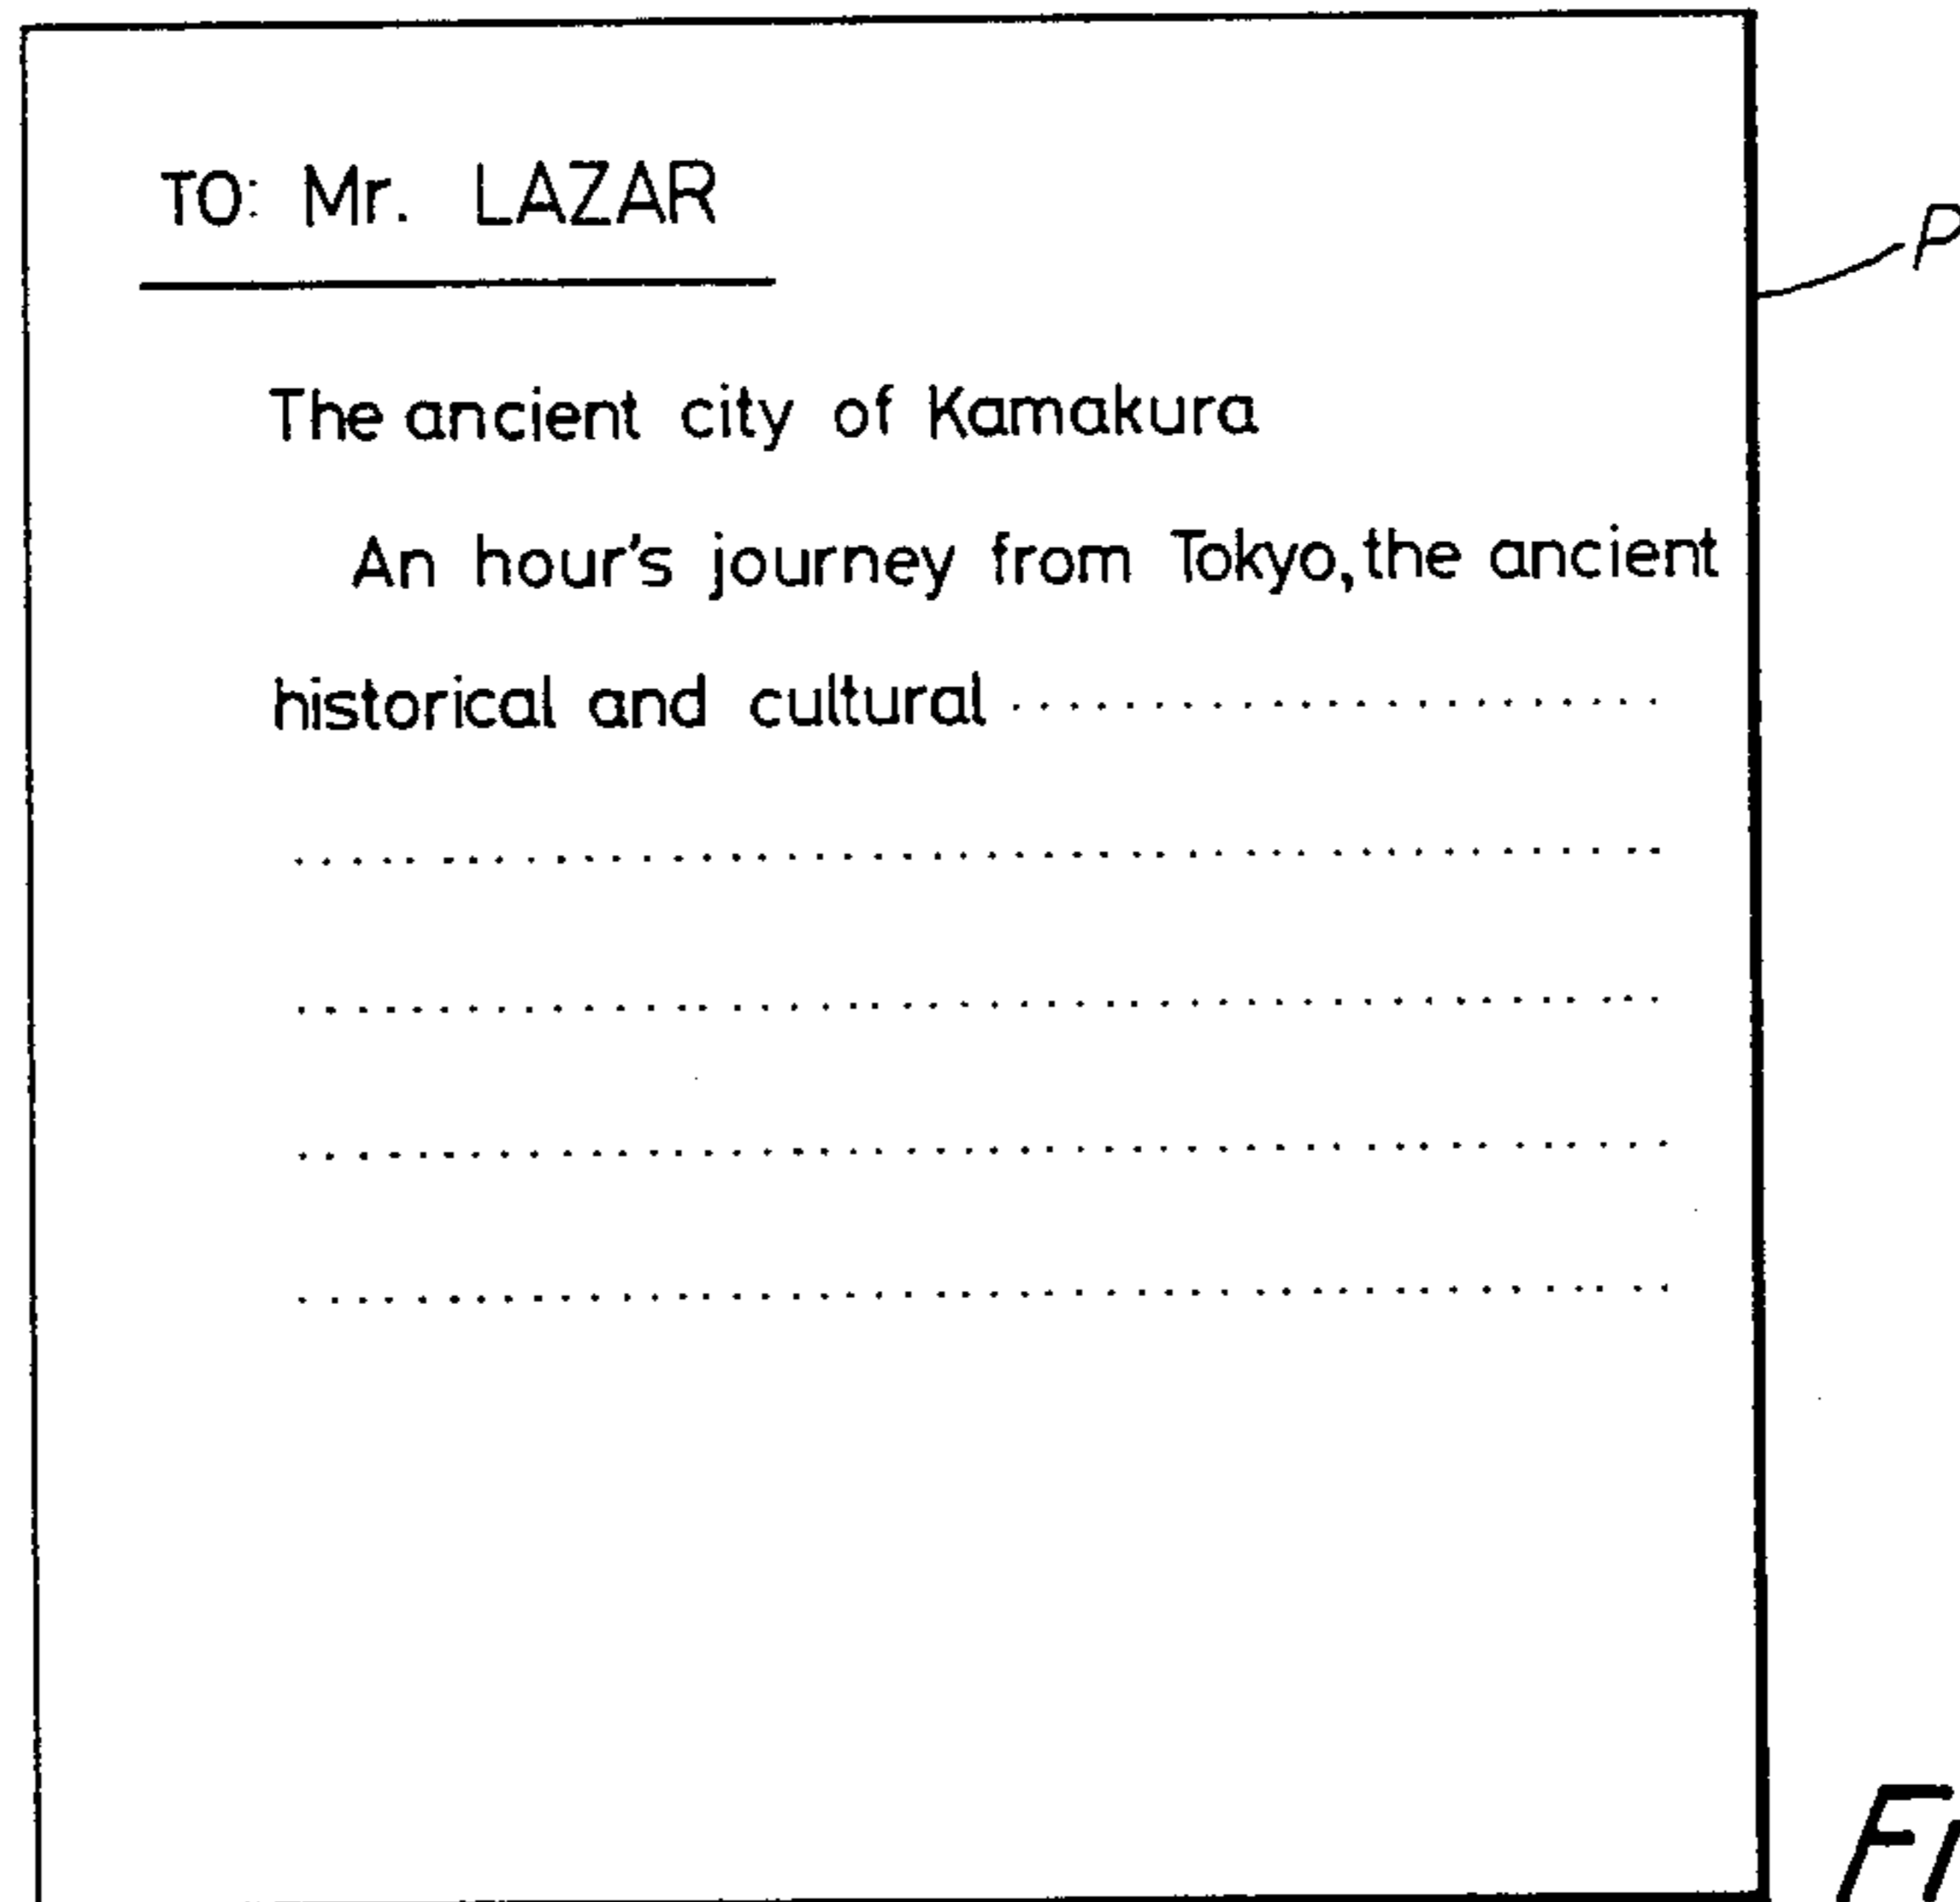 TO: Mr. LAZAR
P
The ancient city of Kamakura
An hour's journey from Tokyo, the ancient
historical and cultural ........................
................................................
................................................
................................................
................................................